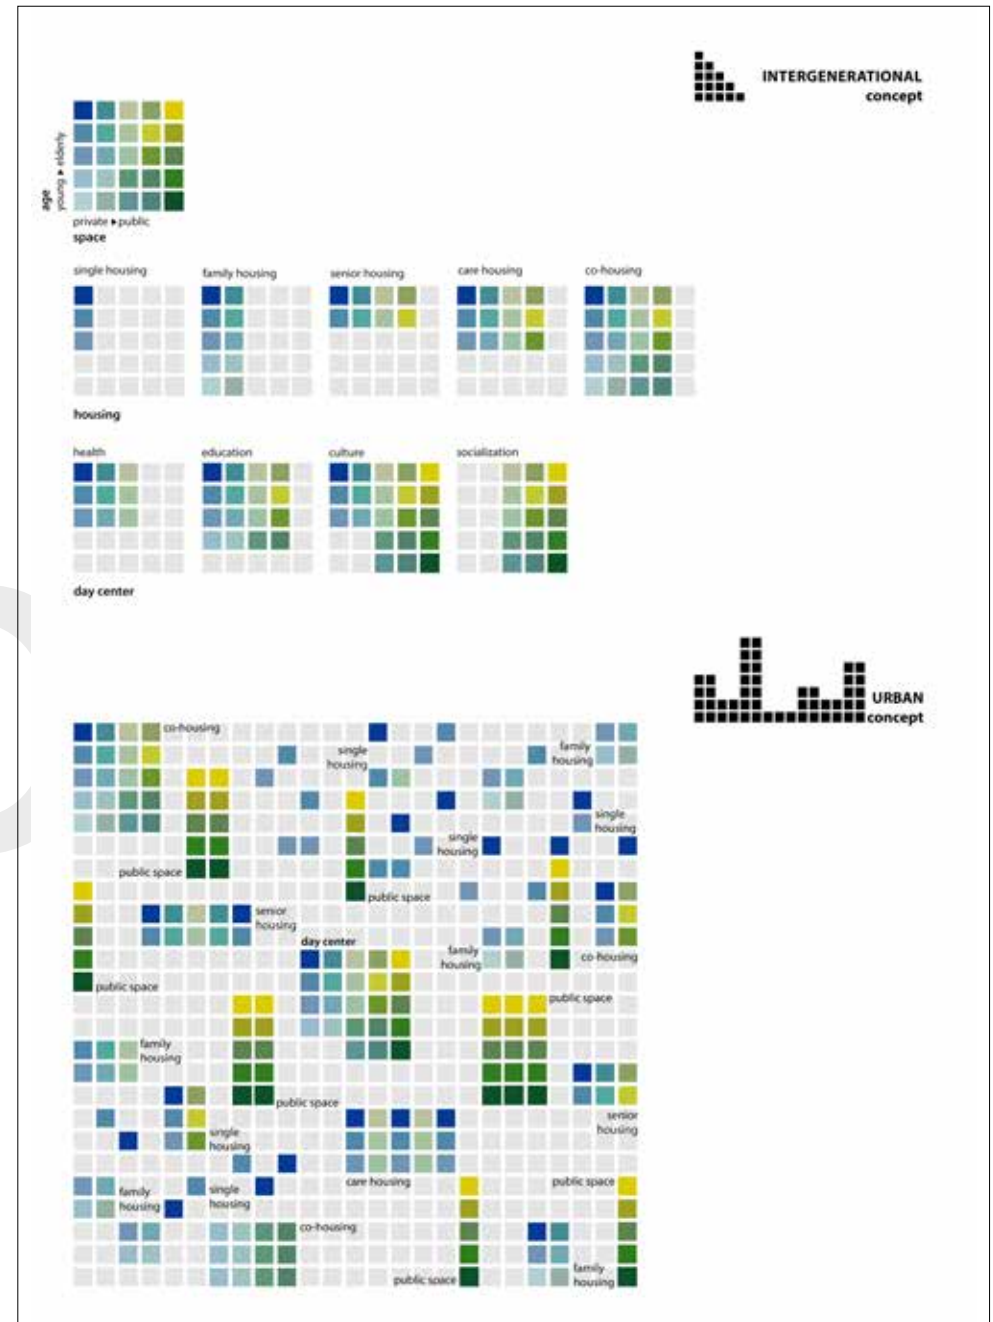 INTERGENERATIONAL
concept
age
young ▸ elderly
private ▸ public
space
single housing
family housing
senior housing
care housing
co-housing
housing
health
education
culture
socialization
day center
URBAN
concept
co-housing
single
housing
family
housing
single
housing
single
housing
public space
public space
senior
housing
day center
family
housing
co-housing
public space
public space
family
housing
public space
senior
housing
single
housing
care housing
public space
family
housing
single
housing
co-housing
public space
family
housing